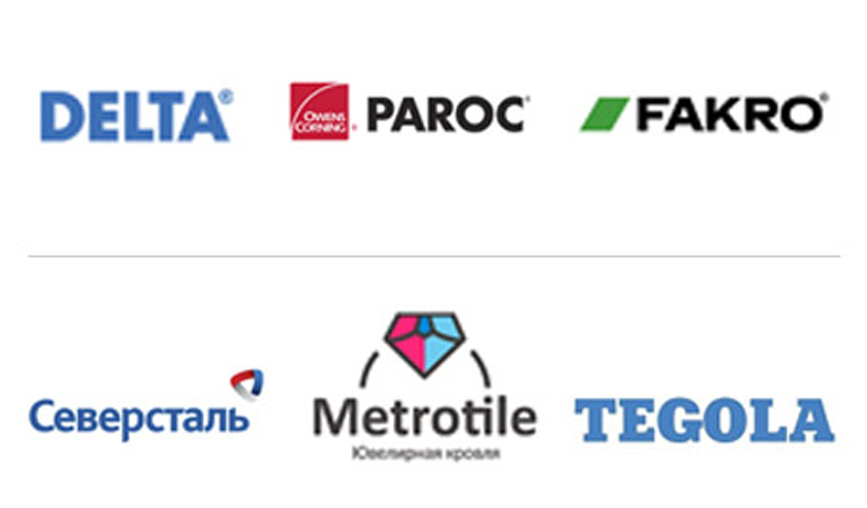 DELTA®
OWENS
CORNING®
PAROC®
FAKRO®
Северсталь
Metrotile
Ювелирная кровля
TEGOLA